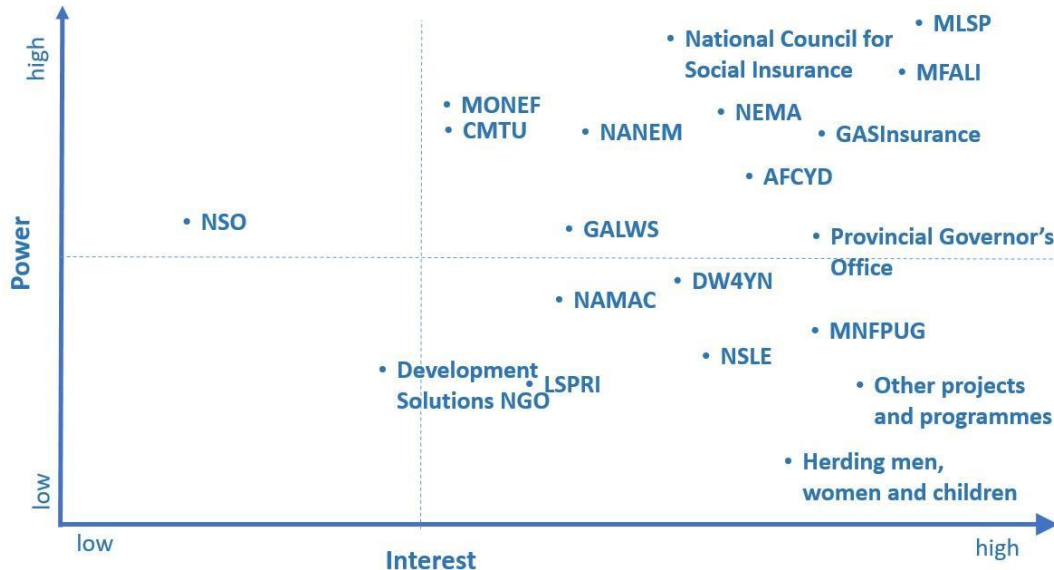 high
• MLSP
• National Council for
Social Insurance
• MFALI
• MONEF
• CMTU
• NANEM
• NEMA
• GASInsurance
• AFCYD
• NSO
• GALWS
• Provincial Governor's
Office
Power
• DW4YN
• NAMAC
• MNFPUG
• NSLE
• Development
Solutions NGO
• LSPRI
• Other projects
and programmes
• Herding men,
women and children
low
low
Interest
high